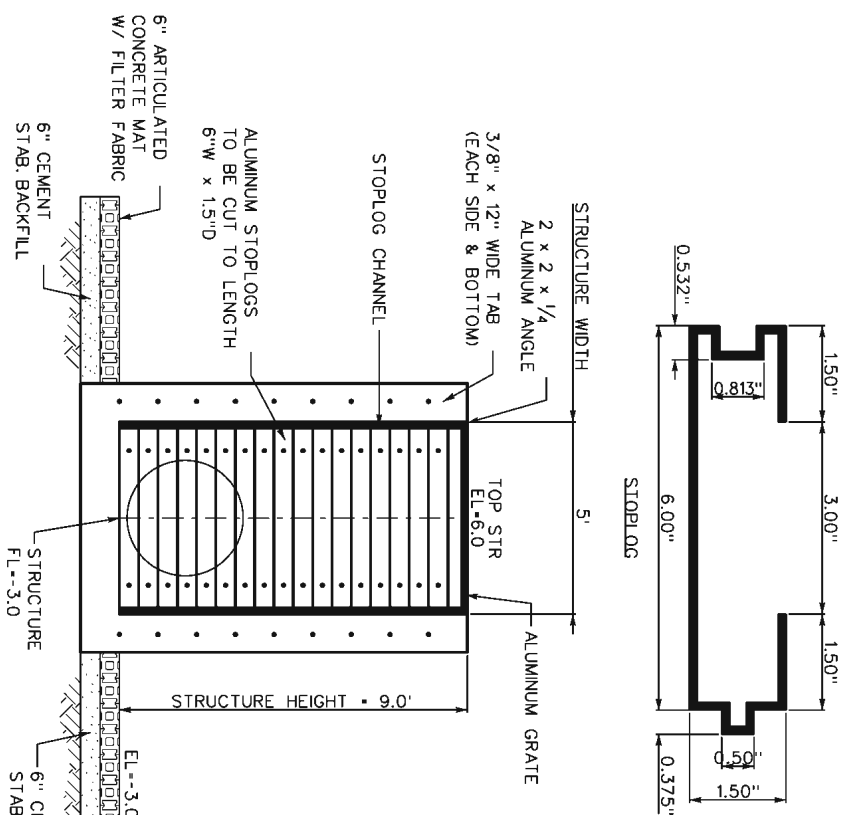 1.50"
3.00"
1.50"
0.532"
0.813"
0.50"
1.50"
0.375"
6.00"
STOPLOG
STRUCTURE WIDTH
5'
2 x 2 x 1/4
ALUMINUM ANGLE
3/8" x 12" WIDE TAB
(EACH SIDE & BOTTOM)
STOPLOG CHANNEL
ALUMINUM STOPLOGS
TO BE CUT TO LENGTH
6"W x 1.5"D
6" ARTICULATED
CONCRETE MAT
W/ FILTER FABRIC
6" CEMENT
STAB. BACKFILL
TOP STR
EL=6.0
ALUMINUM GRATE
STRUCTURE HEIGHT = 9.0'
STRUCTURE
FL=-3.0
EL=-3.0
6" C
STAB